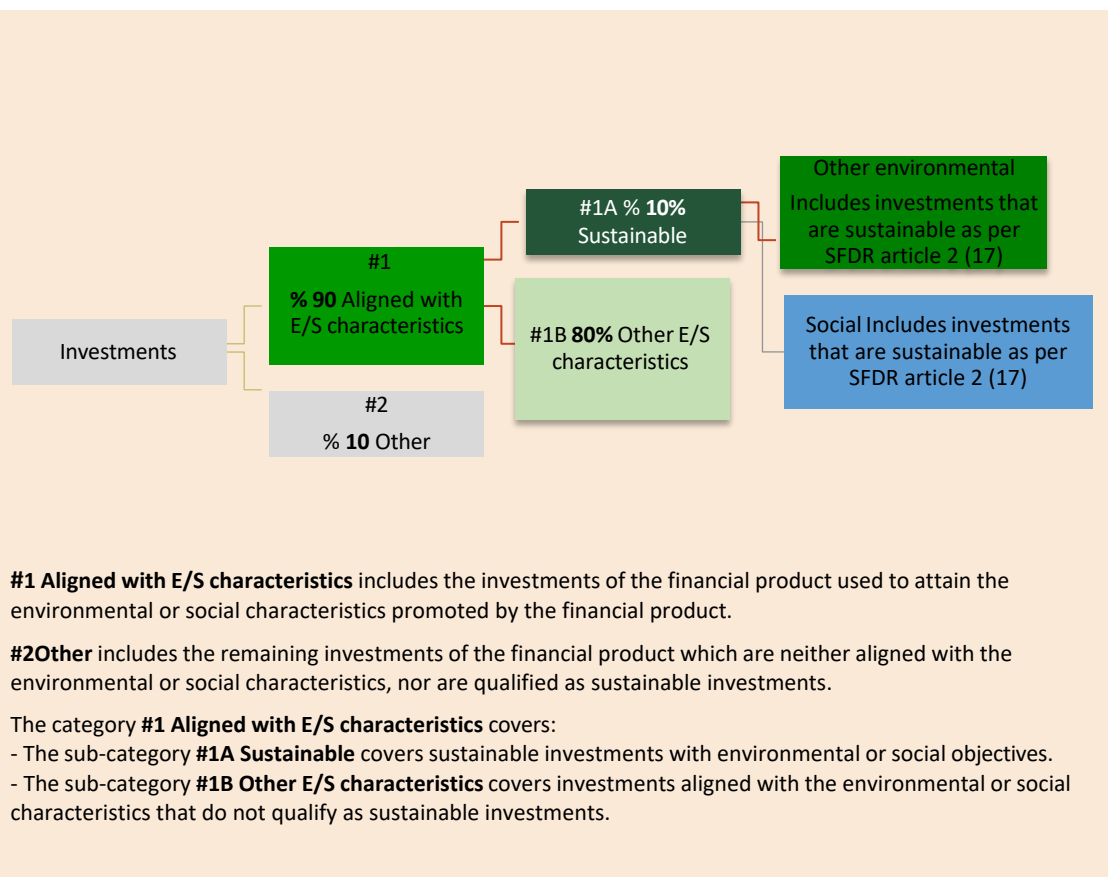 Investments
#1
% 90 Aligned with
E/S characteristics
#2
% 10 Other
#1A % 10%
Sustainable
#1B 80% Other E/S
characteristics
Other environmental
Includes investments that
are sustainable as per
SFDR article 2 (17)
Social Includes investments
that are sustainable as per
SFDR article 2 (17)
#1 Aligned with E/S characteristics includes the investments of the financial product used to attain the
environmental or social characteristics promoted by the financial product.
#2Other includes the remaining investments of the financial product which are neither aligned with the
environmental or social characteristics, nor are qualified as sustainable investments.
The category #1 Aligned with E/S characteristics covers:
- The sub-category #1A Sustainable covers sustainable investments with environmental or social objectives.
- The sub-category #1B Other E/S characteristics covers investments aligned with the environmental or social
characteristics that do not qualify as sustainable investments.